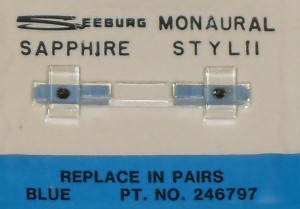 SEEBURG MONAURAL
SAPPHIRE STYLII
REPLACE IN PAIRS
BLUE PT. NO. 246797